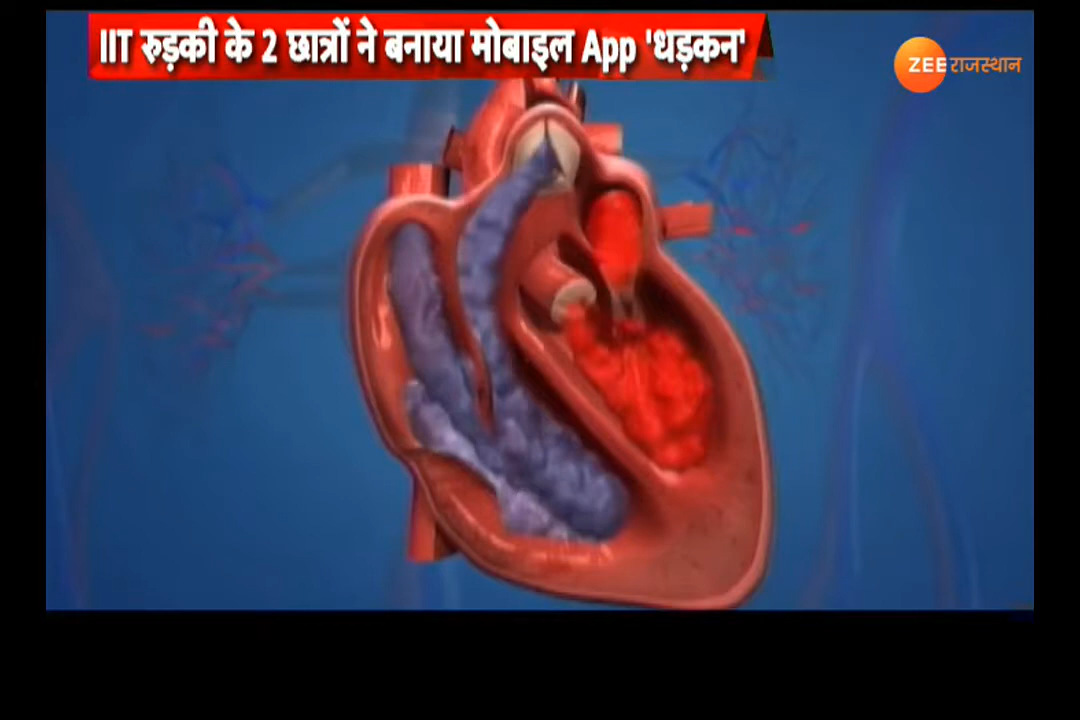 IIT रुड़की के 2 छात्रों ने बनाया मोबाइल App 'धड़कन'
ZEE राजस्थान